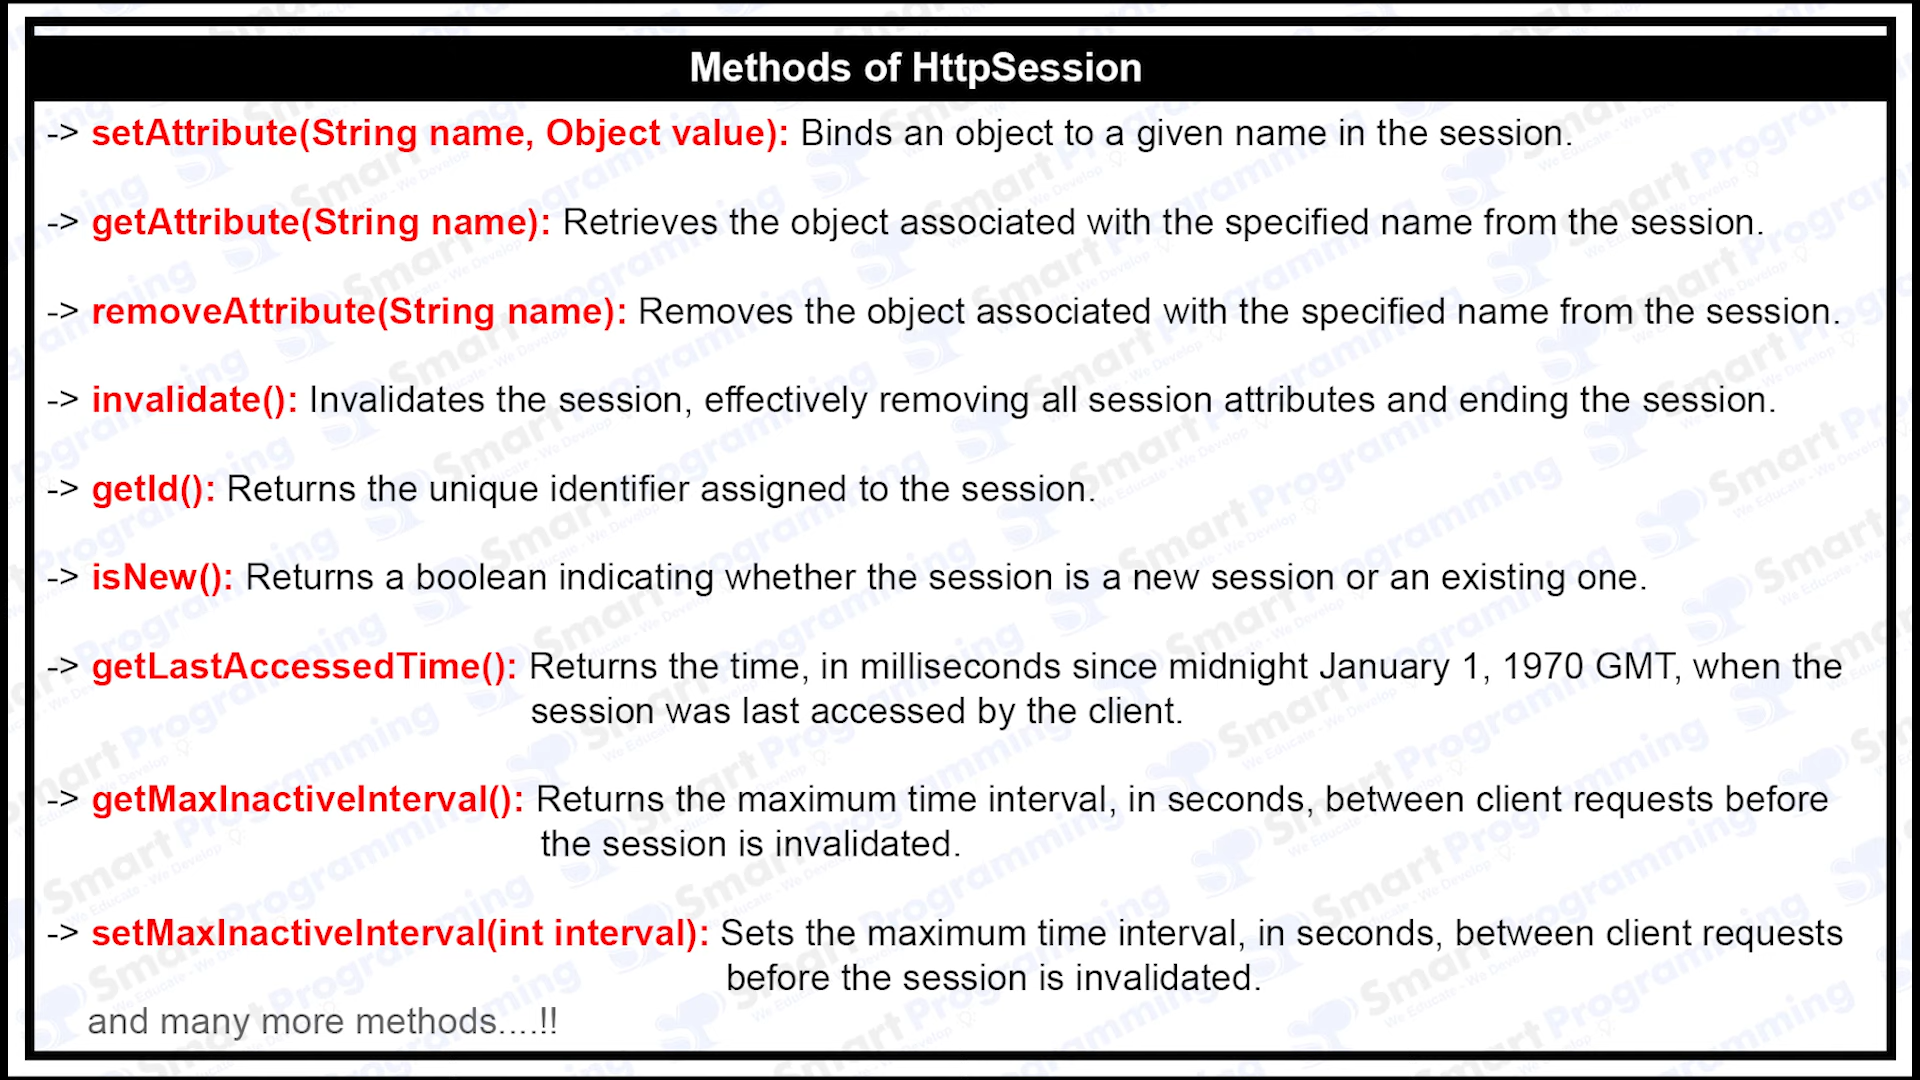 Methods of HttpSession
-> setAttribute(String name, Object value): Binds an object to a given name in the session.
-> getAttribute(String name): Retrieves the object associated with the specified name from the session.
-> removeAttribute(String name): Removes the object associated with the specified name from the session.
-> invalidate(): Invalidates the session, effectively removing all session attributes and ending the session.
-> getId(): Returns the unique identifier assigned to the session.
-> isNew(): Returns a boolean indicating whether the session is a new session or an existing one.
-> getLastAccessedTime(): Returns the time, in milliseconds since midnight January 1, 1970 GMT, when the
session was last accessed by the client.
-> getMaxInactiveInterval(): Returns the maximum time interval, in seconds, between client requests before
the session is invalidated.
-> setMaxInactiveInterval(int interval): Sets the maximum time interval, in seconds, between client requests
before the session is invalidated.
and many more methods....!!
Smart Programming
We Educate - We Develop